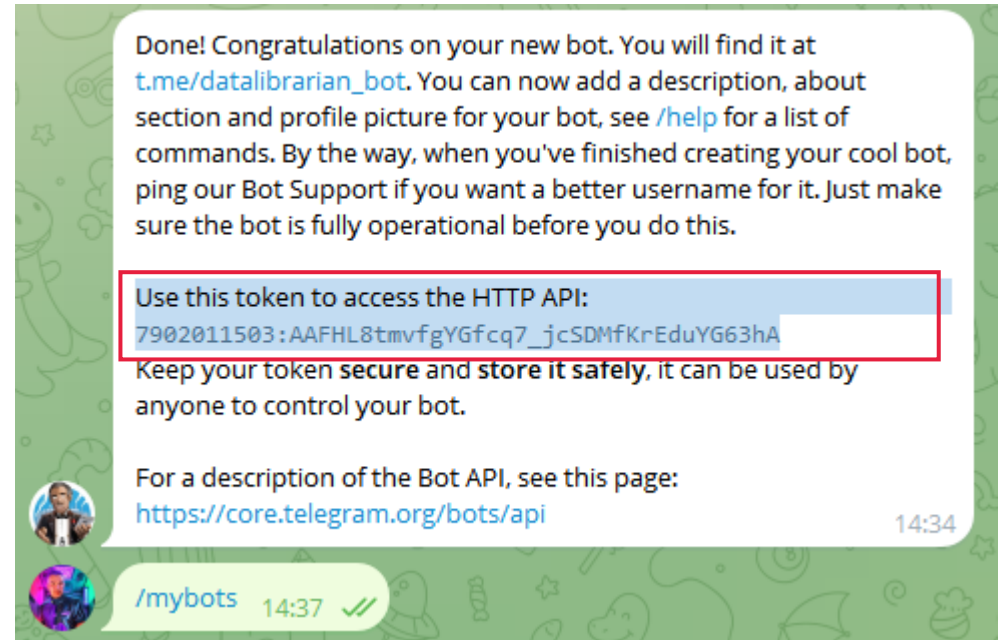 Done! Congratulations on your new bot. You will find it at
t.me/datalibrarian_bot. You can now add a description, about
section and profile picture for your bot, see /help for a list of
commands. By the way, when you've finished creating your cool bot,
ping our Bot Support if you want a better username for it. Just make
sure the bot is fully operational before you do this.
Use this token to access the HTTP API:
7902011503:AAFHL8tmvfgYGfcq7_jcSDMfKrEduYG63hA
Keep your token secure and store it safely, it can be used by
anyone to control your bot.
For a description of the Bot API, see this page:
https://core.telegram.org/bots/api
14:34
/mybots 14:37